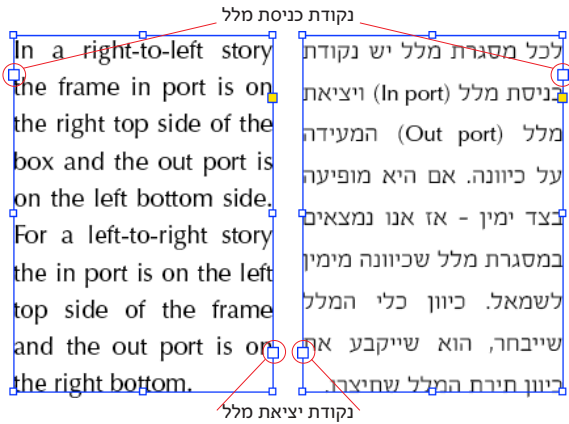 נקודת כניסת מלל
In a right-to-left story
the frame in port is on
the right top side of the
box and the out port is
on the left bottom side.
For a left-to-right story
the in port is on the left
top side of the frame
and the out port is on
the right bottom.
לכל מסגרת מלל יש נקודת
כניסת מלל (In port) ויציאת
מלל (Out port) המעידה
על כיוונה. אם היא מופיעה
בצד ימין - אז אנו נמצאים
במסגרת מלל שכיוונה מימין
לשמאל. כיוון כלי המלל
שייבחר, הוא שייקבע את
כיוון תיבת המלל שתיצרו.
נקודת יציאת מלל